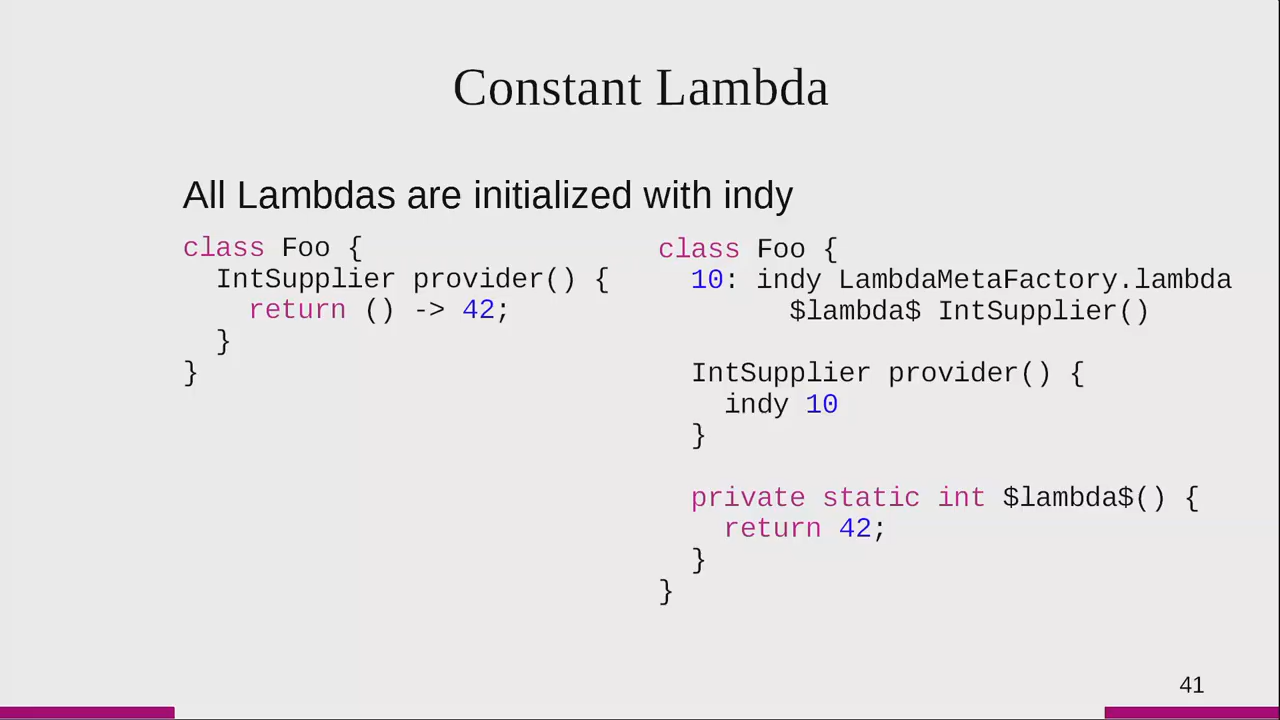 Constant Lambda
All Lambdas are initialized with indy
class Foo {
  IntSupplier provider() {
    return () -> 42;
  }
}
class Foo {
  10: indy LambdaMetaFactory.lambda
        $lambda$ IntSupplier()
  IntSupplier provider() {
    indy 10
  }
  private static int $lambda$() {
    return 42;
  }
}
41